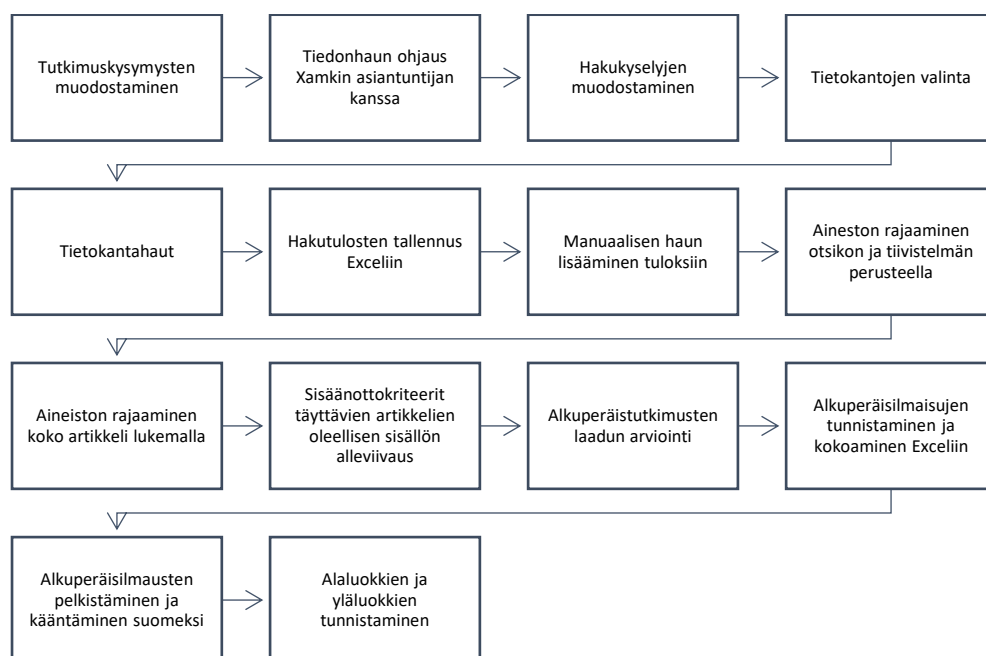 Tutkimuskysymysten
muodostaminen
Tiedonhaun ohjaus
Xamkin asiantuntijan
kanssa
Hakukyselyjen
muodostaminen
Tietokantojen valinta
Tietokantahaut
Hakutulosten tallennus
Exceliin
Manuaalisen haun
lisääminen tuloksiin
Aineston rajaaminen
otsikon ja tiivistelmän
perusteella
Aineiston rajaaminen
koko artikkeli lukemalla
Sisäänottokriteerit
täyttävien artikkelien
oleellisen sisällön
alleviivaus
Alkuperäistutkimusten
laadun arviointi
Alkuperäisilmaisujen
tunnistaminen ja
kokoaminen Exceliin
Alkuperäisilmausten
pelkistäminen ja
kääntäminen suomeksi
Alaluokkien ja
yläluokkien
tunnistaminen